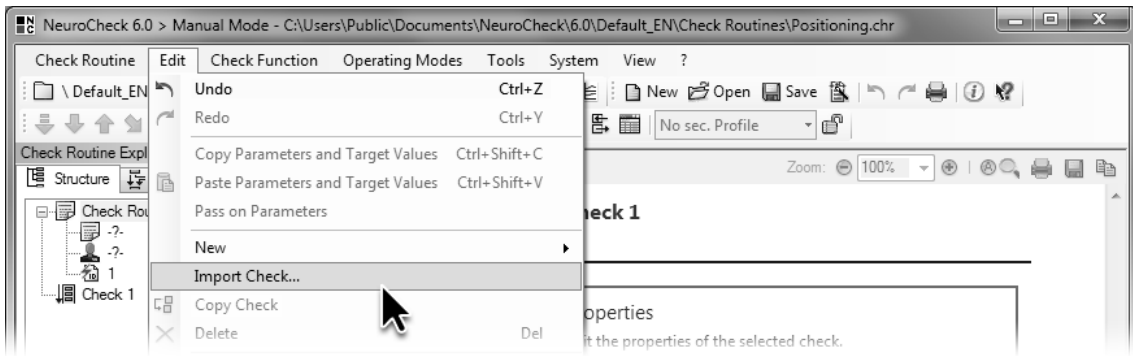 NeuroCheck 6.0 > Manual Mode - C:\Users\Public\Documents\NeuroCheck\6.0\Default_EN\Check Routines\Positioning.chr
Check Routine Edit Check Function Operating Modes Tools System View ?
\ Default_EN Undo Ctrl+Z New Open Save
Redo Ctrl+Y No sec. Profile
Check Routine Expl Copy Parameters and Target Values Ctrl+Shift+C
Zoom: 100%
Structure Paste Parameters and Target Values Ctrl+Shift+V
Check Rou Pass on Parameters eck 1
-?-
-?- New
1 Import Check...
Check 1 Copy Check operties
Delete Del it the properties of the selected check.